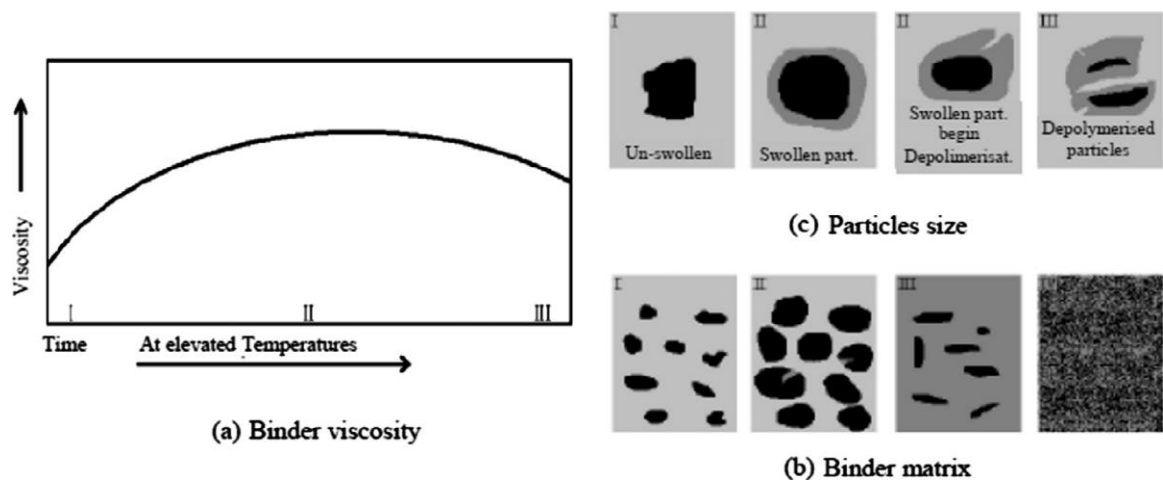 Viscosity
I
II
III
Time
At elevated Temperatures
(a) Binder viscosity
I
II
II
III
Un-swollen
Swollen part.
Swollen part.
begin
Depolimerisat.
Depolymerised
particles
(c) Particles size
I
II
III
IV
(b) Binder matrix